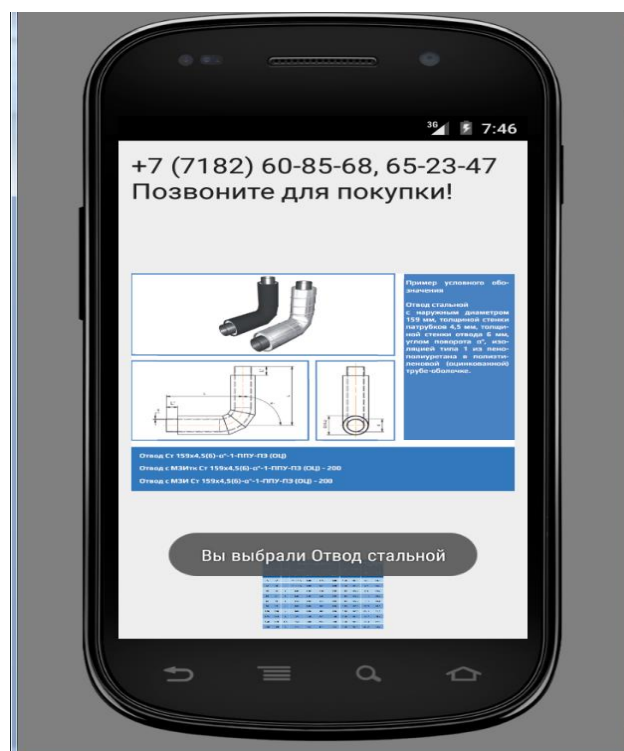 3G 7:46
+7 (7182) 60-85-68, 65-23-47
Позвоните для покупки!
Пример условного обо-
значения
Отвод стальной
с наружным диаметром
159 мм, толщиной стенки
патрубков 4,5 мм, толщи-
ной стенки отвода 6 мм,
углом поворота α°, изо-
ляцией типа 1 из пено-
полиуретана в полиэти-
леновой (оцинкованной)
трубе-оболочке.
Отвод Ст 159х4,5(6)-α°-1-ППУ-ПЭ (ОЦ)
Отвод с МЗИтк Ст 159х4,5(6)-α°-1-ППУ-ПЭ (ОЦ) - 200
Отвод с МЗИ Ст 159х4,5(6)-α°-1-ППУ-ПЭ (ОЦ) - 200
Вы выбрали Отвод стальной